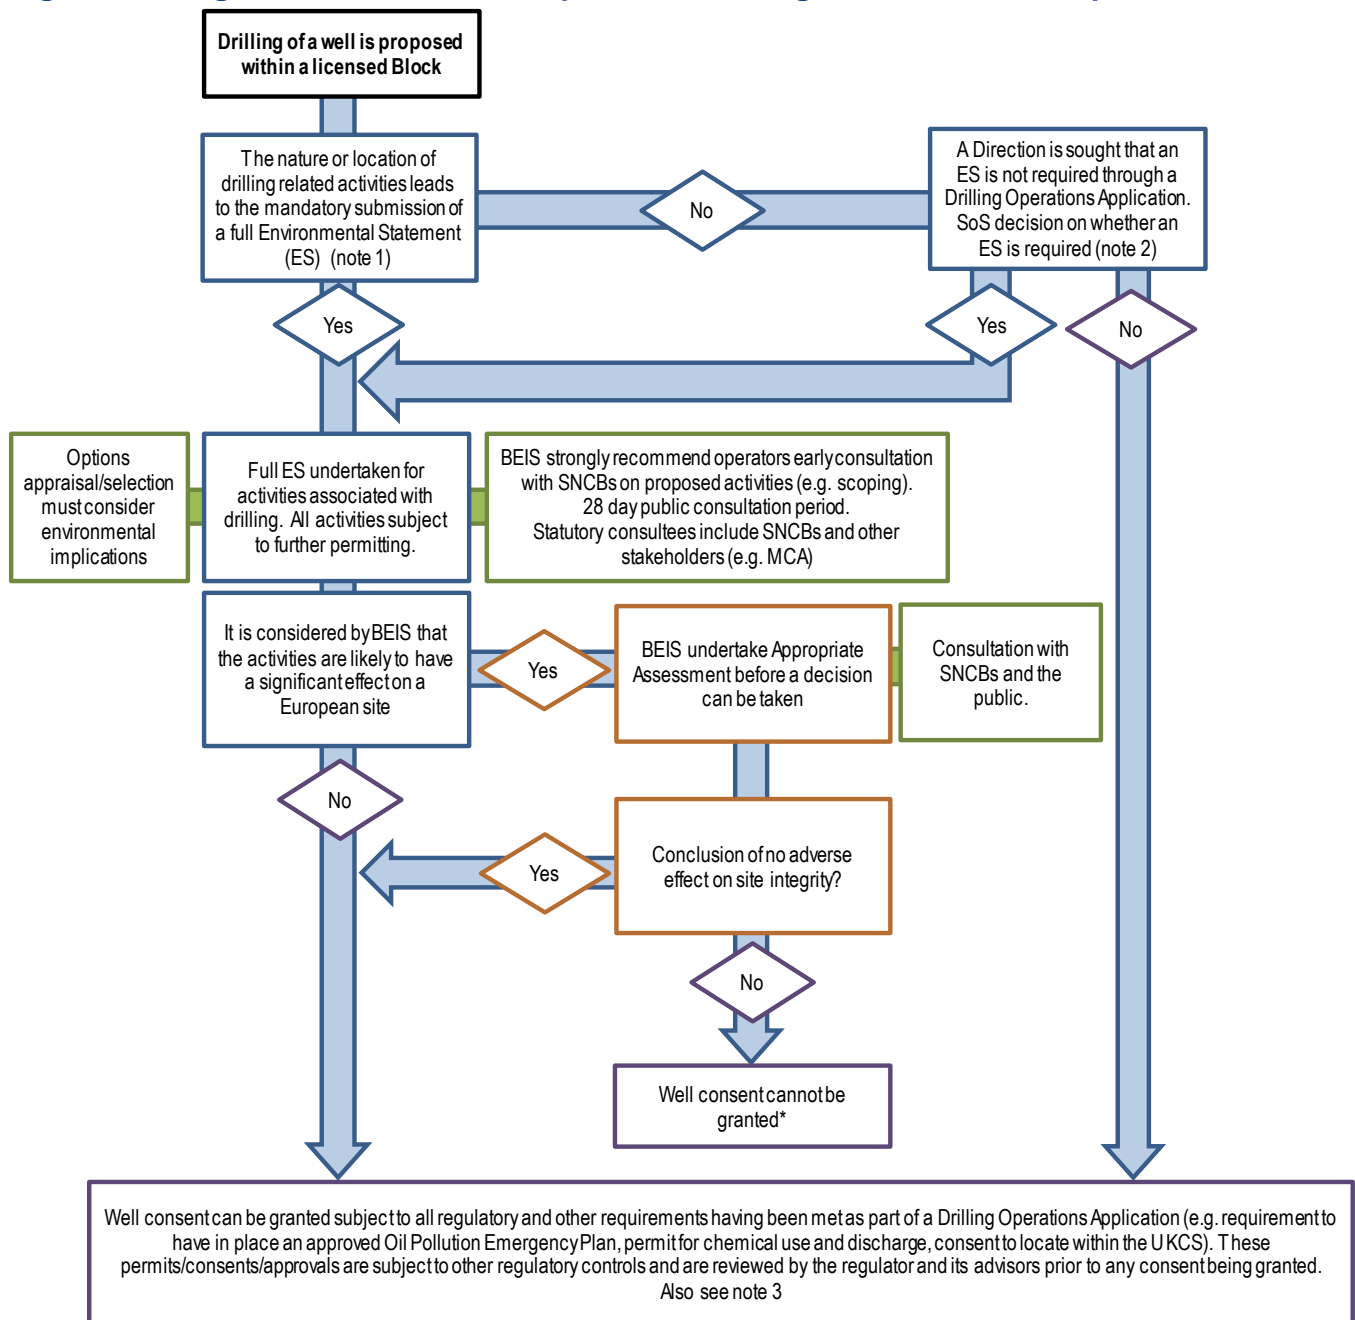 Drilling of a well is proposed
within a licensed Block
The nature or location of
drilling related activities leads
to the mandatory submission of
a full Environmental Statement
(ES) (note 1)
No
A Direction is sought that an
ES is not required through a
Drilling Operations Application.
SoS decision on whether an
ES is required (note 2)
Yes
Yes
No
Options
appraisal/selection
must consider
environmental
implications
Full ES undertaken for
activities associated with
drilling. All activities subject
to further permitting.
BEIS strongly recommend operators early consultation
with SNCBs on proposed activities (e.g. scoping).
28 day public consultation period.
Statutory consultees include SNCBs and other
stakeholders (e.g. MCA)
It is considered by BEIS that
the activities are likely to have
a significant effect on a
European site
Yes
BEIS undertake Appropriate
Assessment before a decision
can be taken
Consultation with
SNCBs and the
public.
No
Yes
Conclusion of no adverse
effect on site integrity?
No
Well consent cannot be
granted*
Well consent can be granted subject to all regulatory and other requirements having been met as part of a Drilling Operations Application (e.g. requirement to
have in place an approved Oil Pollution Emergency Plan, permit for chemical use and discharge, consent to locate within the UKCS). These
permits/consents/approvals are subject to other regulatory controls and are reviewed by the regulator and its advisors prior to any consent being granted.
Also see note 3